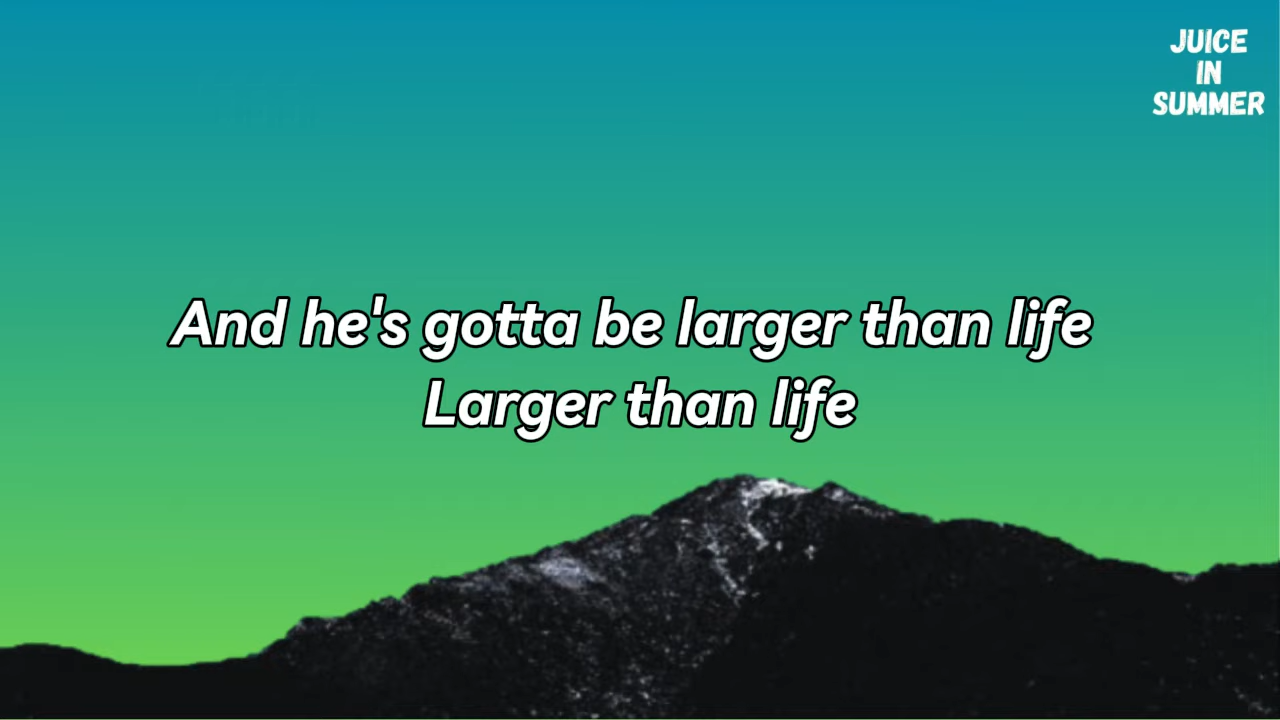 JUICE
IN
SUMMER
And he's gotta be larger than life
Larger than life